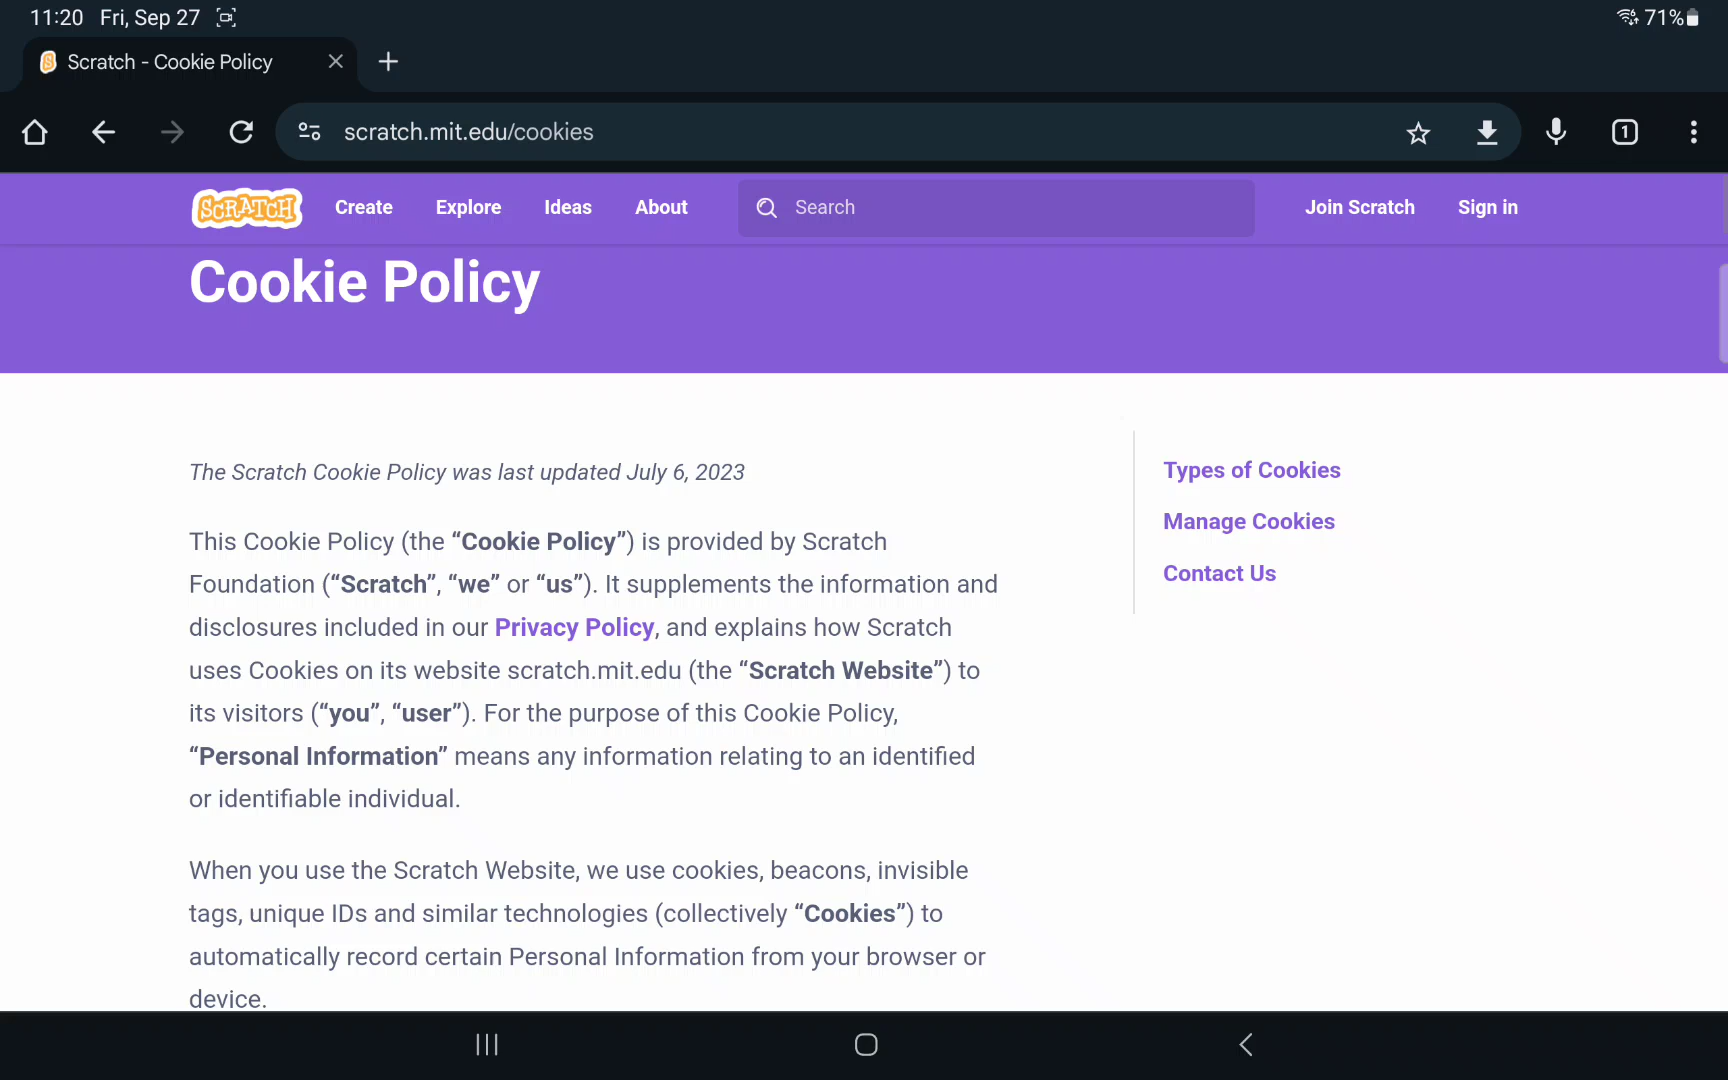 11:20 Fri, Sep 27 71%
Scratch - Cookie Policy
scratch.mit.edu/cookies 1
SCRATCH Create Explore Ideas About Search Join Scratch Sign in
Cookie Policy
The Scratch Cookie Policy was last updated July 6, 2023
Types of Cookies
Manage Cookies
Contact Us
This Cookie Policy (the “Cookie Policy”) is provided by Scratch
Foundation (“Scratch”, “we” or “us”). It supplements the information and
disclosures included in our Privacy Policy, and explains how Scratch
uses Cookies on its website scratch.mit.edu (the “Scratch Website”) to
its visitors (“you”, “user”). For the purpose of this Cookie Policy,
“Personal Information” means any information relating to an identified
or identifiable individual.
When you use the Scratch Website, we use cookies, beacons, invisible
tags, unique IDs and similar technologies (collectively “Cookies”) to
automatically record certain Personal Information from your browser or
device.